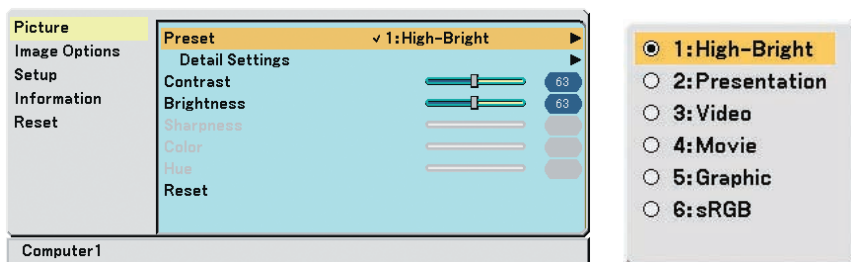 Picture
Image Options
Setup
Information
Reset
Preset ✓ 1:High-Bright ▶
Detail Settings ▶
Contrast 63
Brightness 63
Sharpness
Color
Hue
Reset
Computer1
1:High-Bright
2:Presentation
3:Video
4:Movie
5:Graphic
6:sRGB